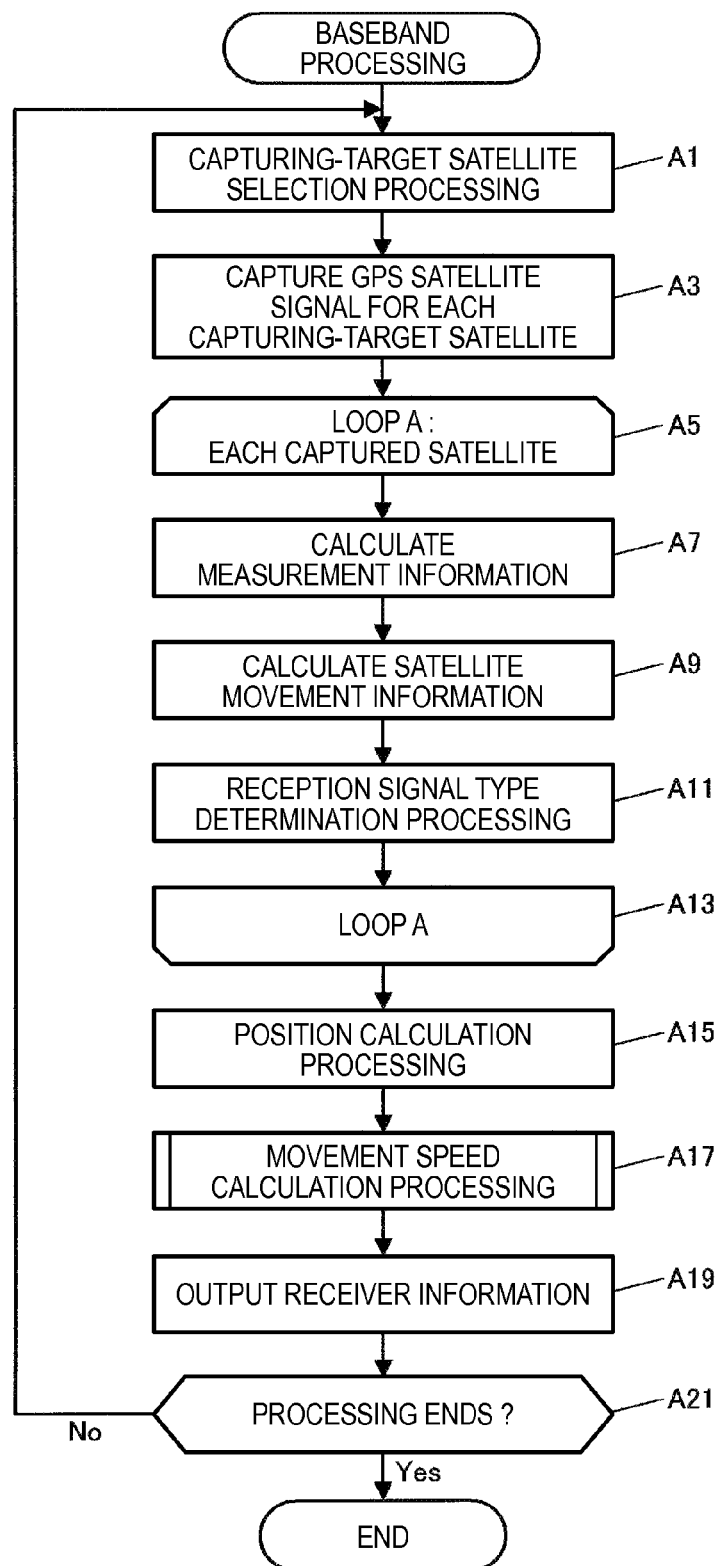 BASEBAND
PROCESSING
CAPTURING-TARGET SATELLITE
SELECTION PROCESSING
A1
CAPTURE GPS SATELLITE
SIGNAL FOR EACH
CAPTURING-TARGET SATELLITE
A3
LOOP A :
EACH CAPTURED SATELLITE
A5
CALCULATE
MEASUREMENT INFORMATION
A7
CALCULATE SATELLITE
MOVEMENT INFORMATION
A9
RECEPTION SIGNAL TYPE
DETERMINATION PROCESSING
A11
LOOP A
A13
POSITION CALCULATION
PROCESSING
A15
MOVEMENT SPEED
CALCULATION PROCESSING
A17
OUTPUT RECEIVER INFORMATION
A19
PROCESSING ENDS ?
A21
No
Yes
END